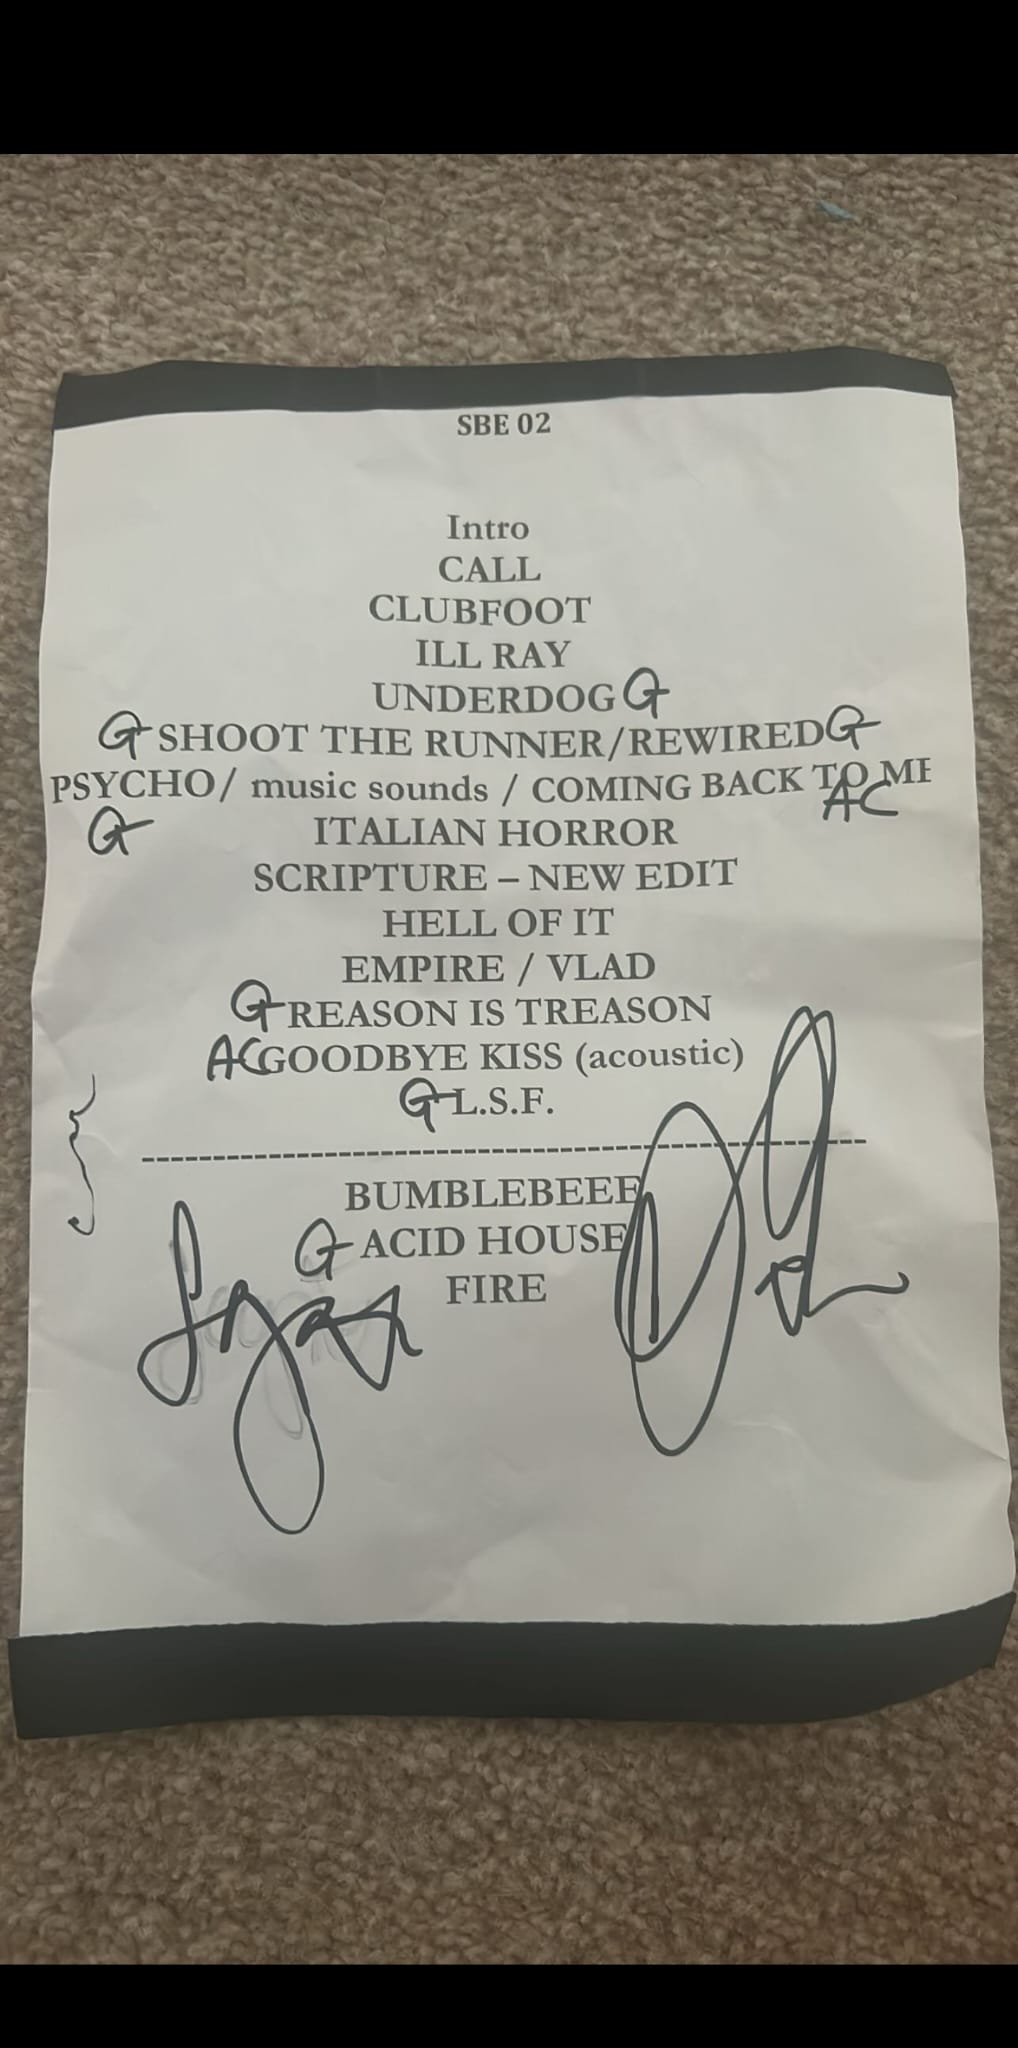 SBE 02
Intro
CALL
CLUBFOOT
ILL RAY
UNDERDOG G
G SHOOT THE RUNNER/REWIRED G
PSYCHO/ music sounds / COMING BACK TO ME
AC
G ITALIAN HORROR
SCRIPTURE – NEW EDIT
HELL OF IT
EMPIRE / VLAD
G REASON IS TREASON
AC GOODBYE KISS (acoustic)
G L.S.F.
BUMBLEBEEE
G ACID HOUSE
FIRE